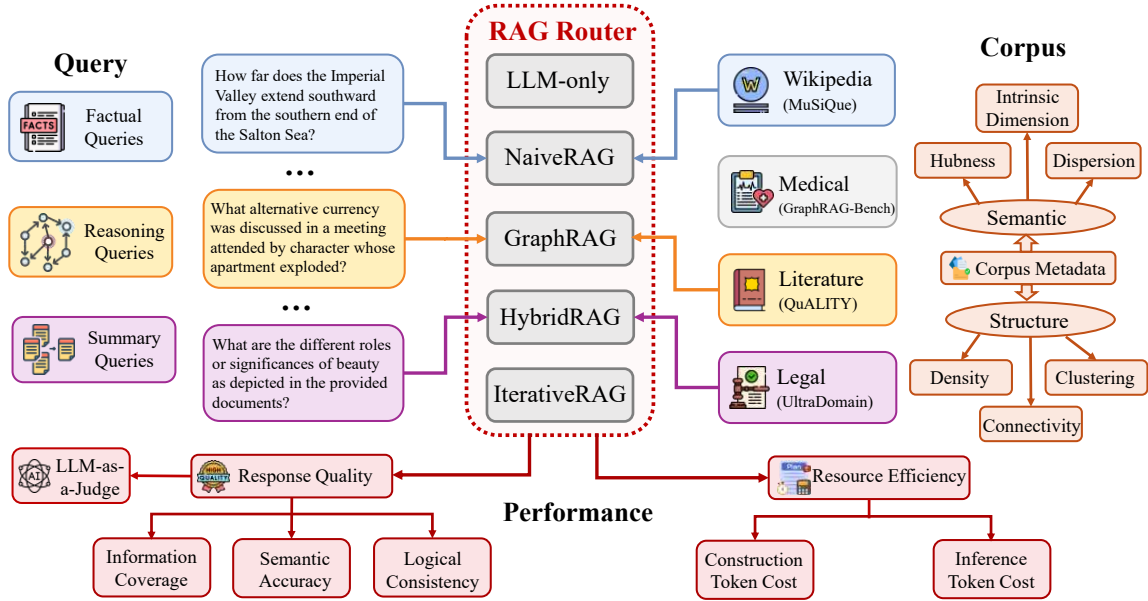 RAG Router
Query
Corpus
FACTS
Factual
Queries
How far does the Imperial
Valley extend southward
from the southern end of
the Salton Sea?
...
Reasoning
Queries
What alternative currency
was discussed in a meeting
attended by character whose
apartment exploded?
...
Summary
Queries
What are the different roles
or significances of beauty
as depicted in the provided
documents?
LLM-only
NaiveRAG
GraphRAG
HybridRAG
IterativeRAG
W
Wikipedia
(MuSiQue)
Medical
(GraphRAG-Bench)
Literature
(QuALITY)
Legal
(UltraDomain)
Intrinsic
Dimension
Hubness
Dispersion
Semantic
Corpus Metadata
Structure
Density
Clustering
Connectivity
AI
LLM-as-
a-Judge
HIGH
QUALITY
Response Quality
Performance
Plan
Resource Efficiency
Information
Coverage
Semantic
Accuracy
Logical
Consistency
Construction
Token Cost
Inference
Token Cost